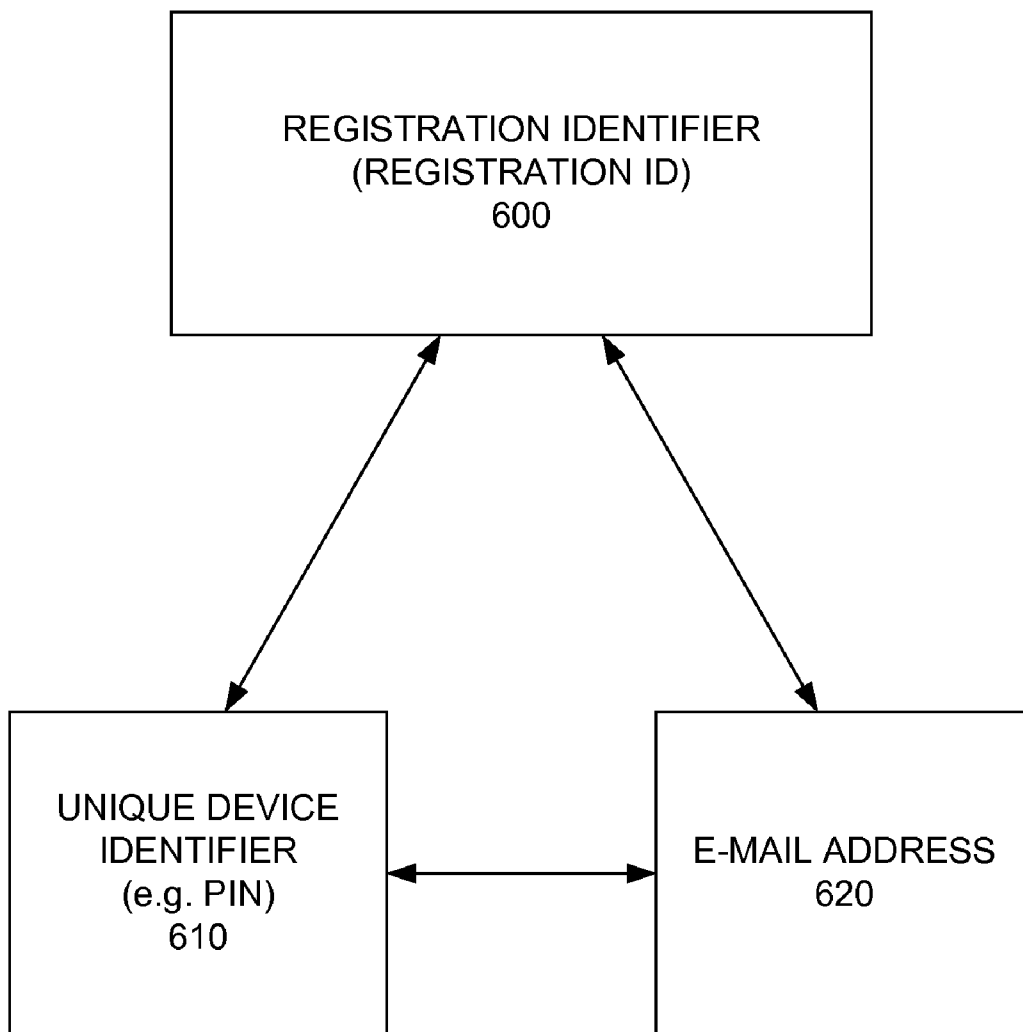 REGISTRATION IDENTIFIER
(REGISTRATION ID)
600
UNIQUE DEVICE
IDENTIFIER
(e.g. PIN)
610
E-MAIL ADDRESS
620